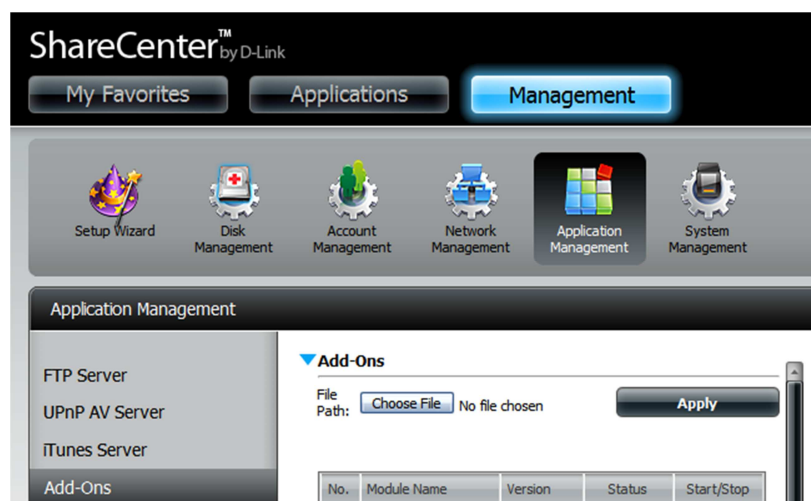 ShareCenter™ by D-Link
My Favorites Applications Management
Setup Wizard Disk Management Account Management Network Management Application Management System Management
Application Management
FTP Server
UPnP AV Server
iTunes Server
Add-Ons
Add-Ons
File Path: Choose File No file chosen Apply
No. Module Name Version Status Start/Stop